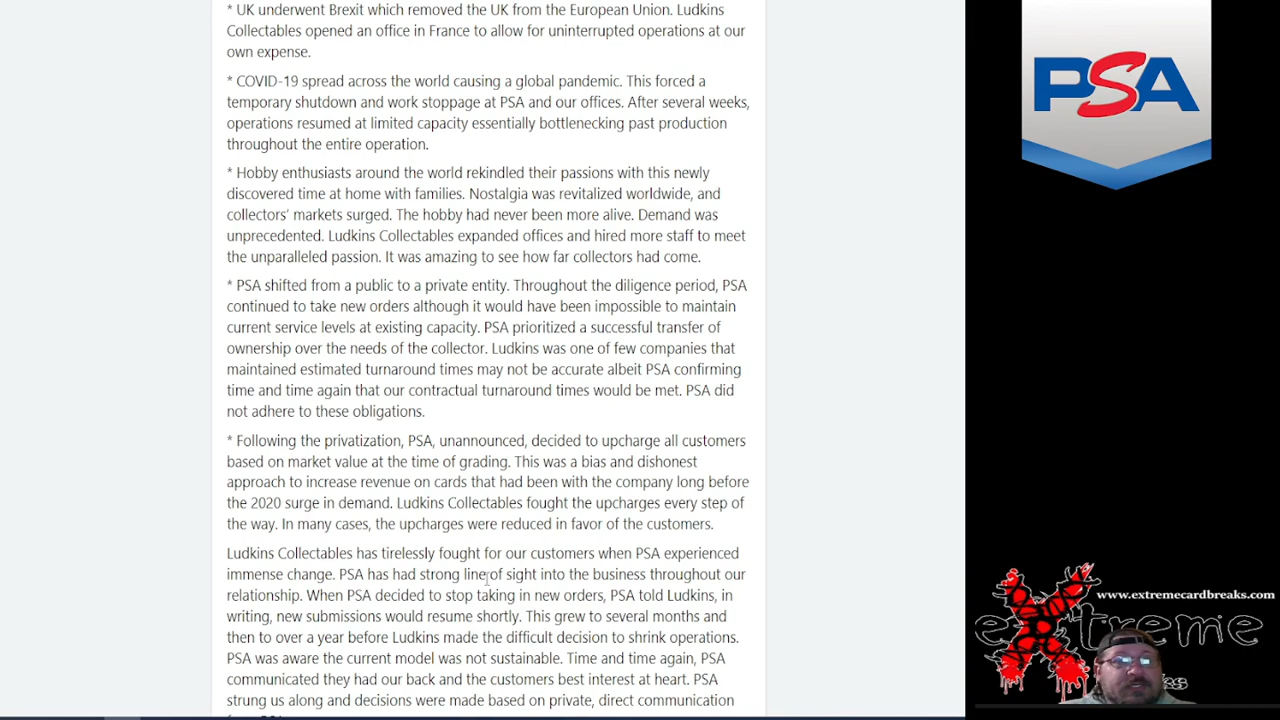 * UK underwent Brexit which removed the UK from the European Union. Ludkins
Collectables opened an office in France to allow for uninterrupted operations at our
own expense.
* COVID-19 spread across the world causing a global pandemic. This forced a
temporary shutdown and work stoppage at PSA and our offices. After several weeks,
operations resumed at limited capacity essentially bottlenecking past production
throughout the entire operation.
* Hobby enthusiasts around the world rekindled their passions with this newly
discovered time at home with families. Nostalgia was revitalized worldwide, and
collectors’ markets surged. The hobby had never been more alive. Demand was
unprecedented. Ludkins Collectables expanded offices and hired more staff to meet
the unparalleled passion. It was amazing to see how far collectors had come.
* PSA shifted from a public to a private entity. Throughout the diligence period, PSA
continued to take new orders although it would have been impossible to maintain
current service levels at existing capacity. PSA prioritized a successful transfer of
ownership over the needs of the collector. Ludkins was one of few companies that
maintained estimated turnaround times may not be accurate albeit PSA confirming
time and time again that our contractual turnaround times would be met. PSA did
not adhere to these obligations.
* Following the privatization, PSA, unannounced, decided to upcharge all customers
based on market value at the time of grading. This was a bias and dishonest
approach to increase revenue on cards that had been with the company long before
the 2020 surge in demand. Ludkins Collectables fought the upcharges every step of
the way. In many cases, the upcharges were reduced in favor of the customers.
Ludkins Collectables has tirelessly fought for our customers when PSA experienced
immense change. PSA has had strong line of sight into the business throughout our
relationship. When PSA decided to stop taking in new orders, PSA told Ludkins, in
writing, new submissions would resume shortly. This grew to several months and
then to over a year before Ludkins made the difficult decision to shrink operations.
PSA was aware the current model was not sustainable. Time and time again, PSA
communicated they had our back and the customers best interest at heart. PSA
strung us along and decisions were made based on private, direct communication
PSA
www.extremecardbreaks.com
eXtreme